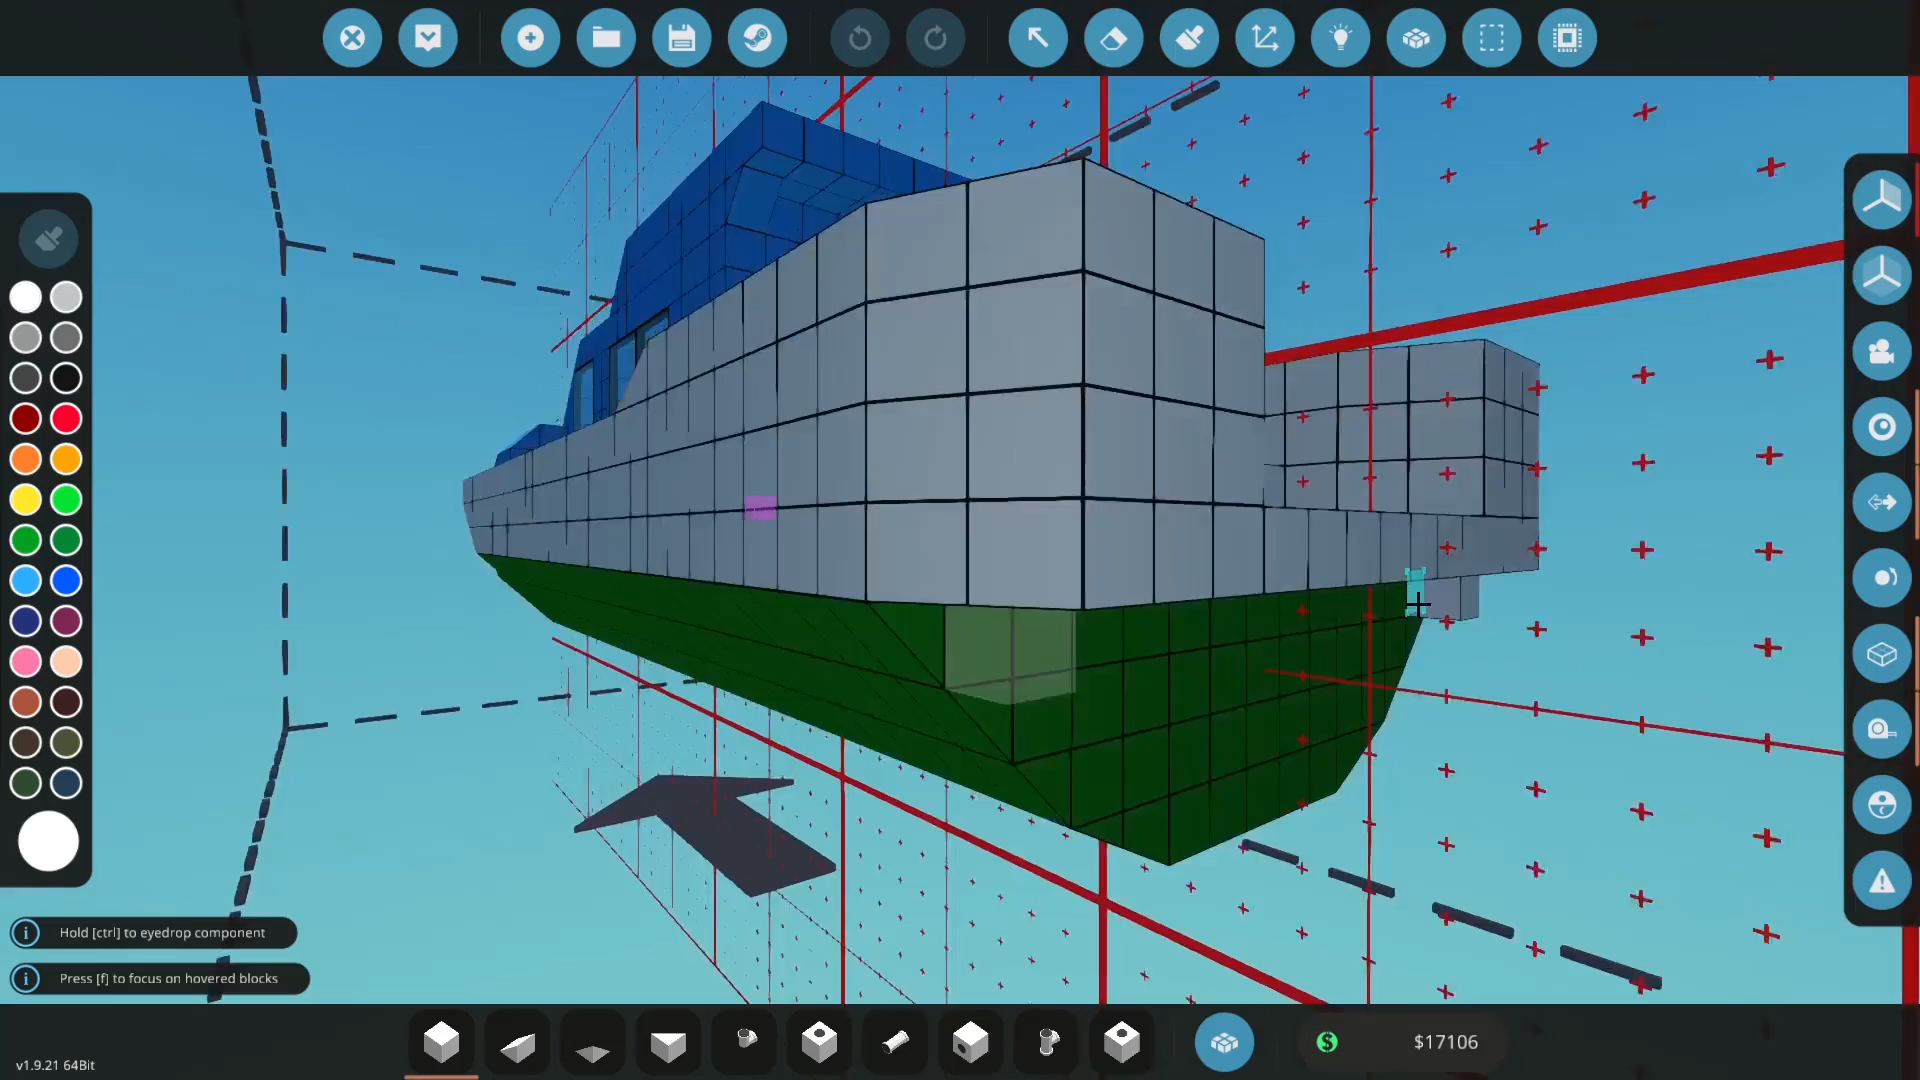 Hold [ctrl] to eyedrop component
Press [f] to focus on hovered blocks
v1.9.21 64Bit
$
$17106